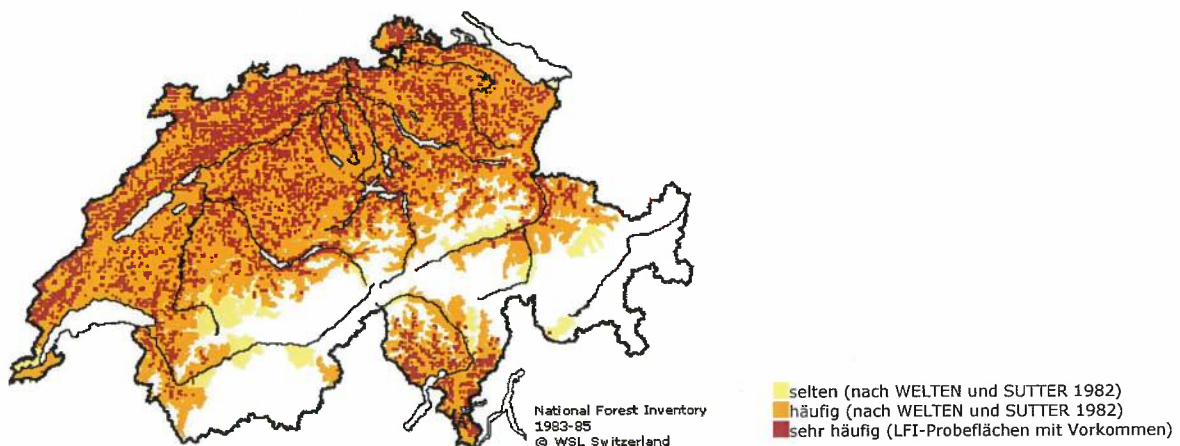 National Forest Inventory
1983-85
© WSL Switzerland
selten (nach WELTEN und SUTTER 1982)
häufig (nach WELTEN und SUTTER 1982)
sehr häufig (LFI-Probeflächen mit Vorkommen)